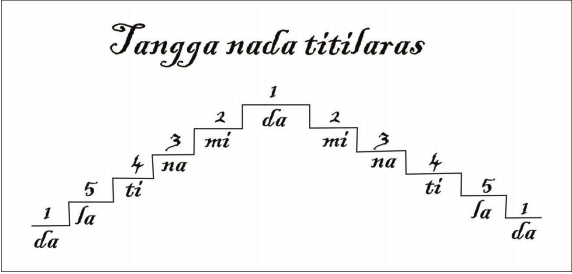 Tangga nada titilaras
1
2 2
da
3 mi mi 3
4 na na 4
5 ti ti 5
1 la la 1
da da